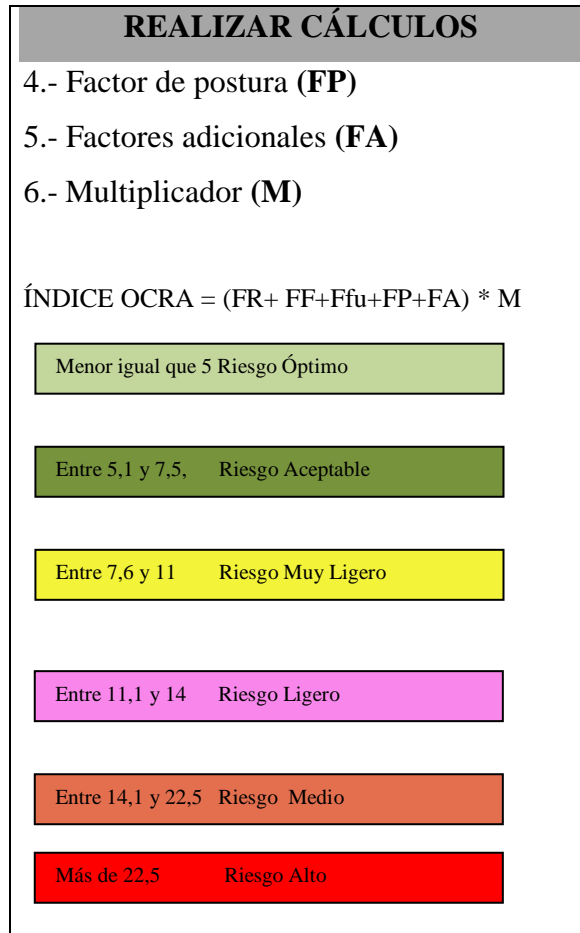 REALIZAR CÁLCULOS
4.- Factor de postura (FP)
5.- Factores adicionales (FA)
6.- Multiplicador (M)
ÍNDICE OCRA = (FR+ FF+Ffu+FP+FA) * M
Menor igual que 5 Riesgo Óptimo
Entre 5,1 y 7,5, Riesgo Aceptable
Entre 7,6 y 11 Riesgo Muy Ligero
Entre 11,1 y 14 Riesgo Ligero
Entre 14,1 y 22,5 Riesgo Medio
Más de 22,5 Riesgo Alto